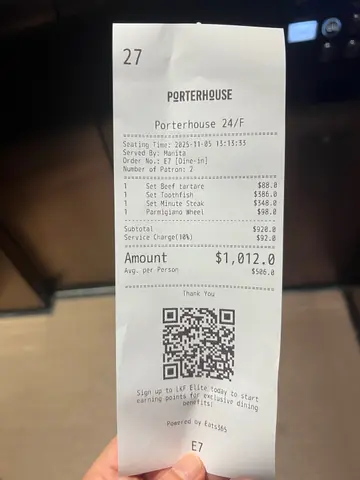 27
PORTERHOUSE
Porterhouse 24/F
Seating Time: 2025-11-05 13:13:33
Served By: Manita
Order No.: E7 [Dine-in]
Number of Patron: 2
1 Set Beef tartare $88.0
1 Set Toothfish $386.0
1 Set Minute Steak $348.0
1 Parmigiano Wheel $98.0
Subtotal $920.0
Service Charge(10%) $92.0
Amount $1,012.0
Avg. per Person $506.0
Thank You
Sign up to LKF Elite today to start
earning points for exclusive dining
benefits!
Powered by Eats365
E7